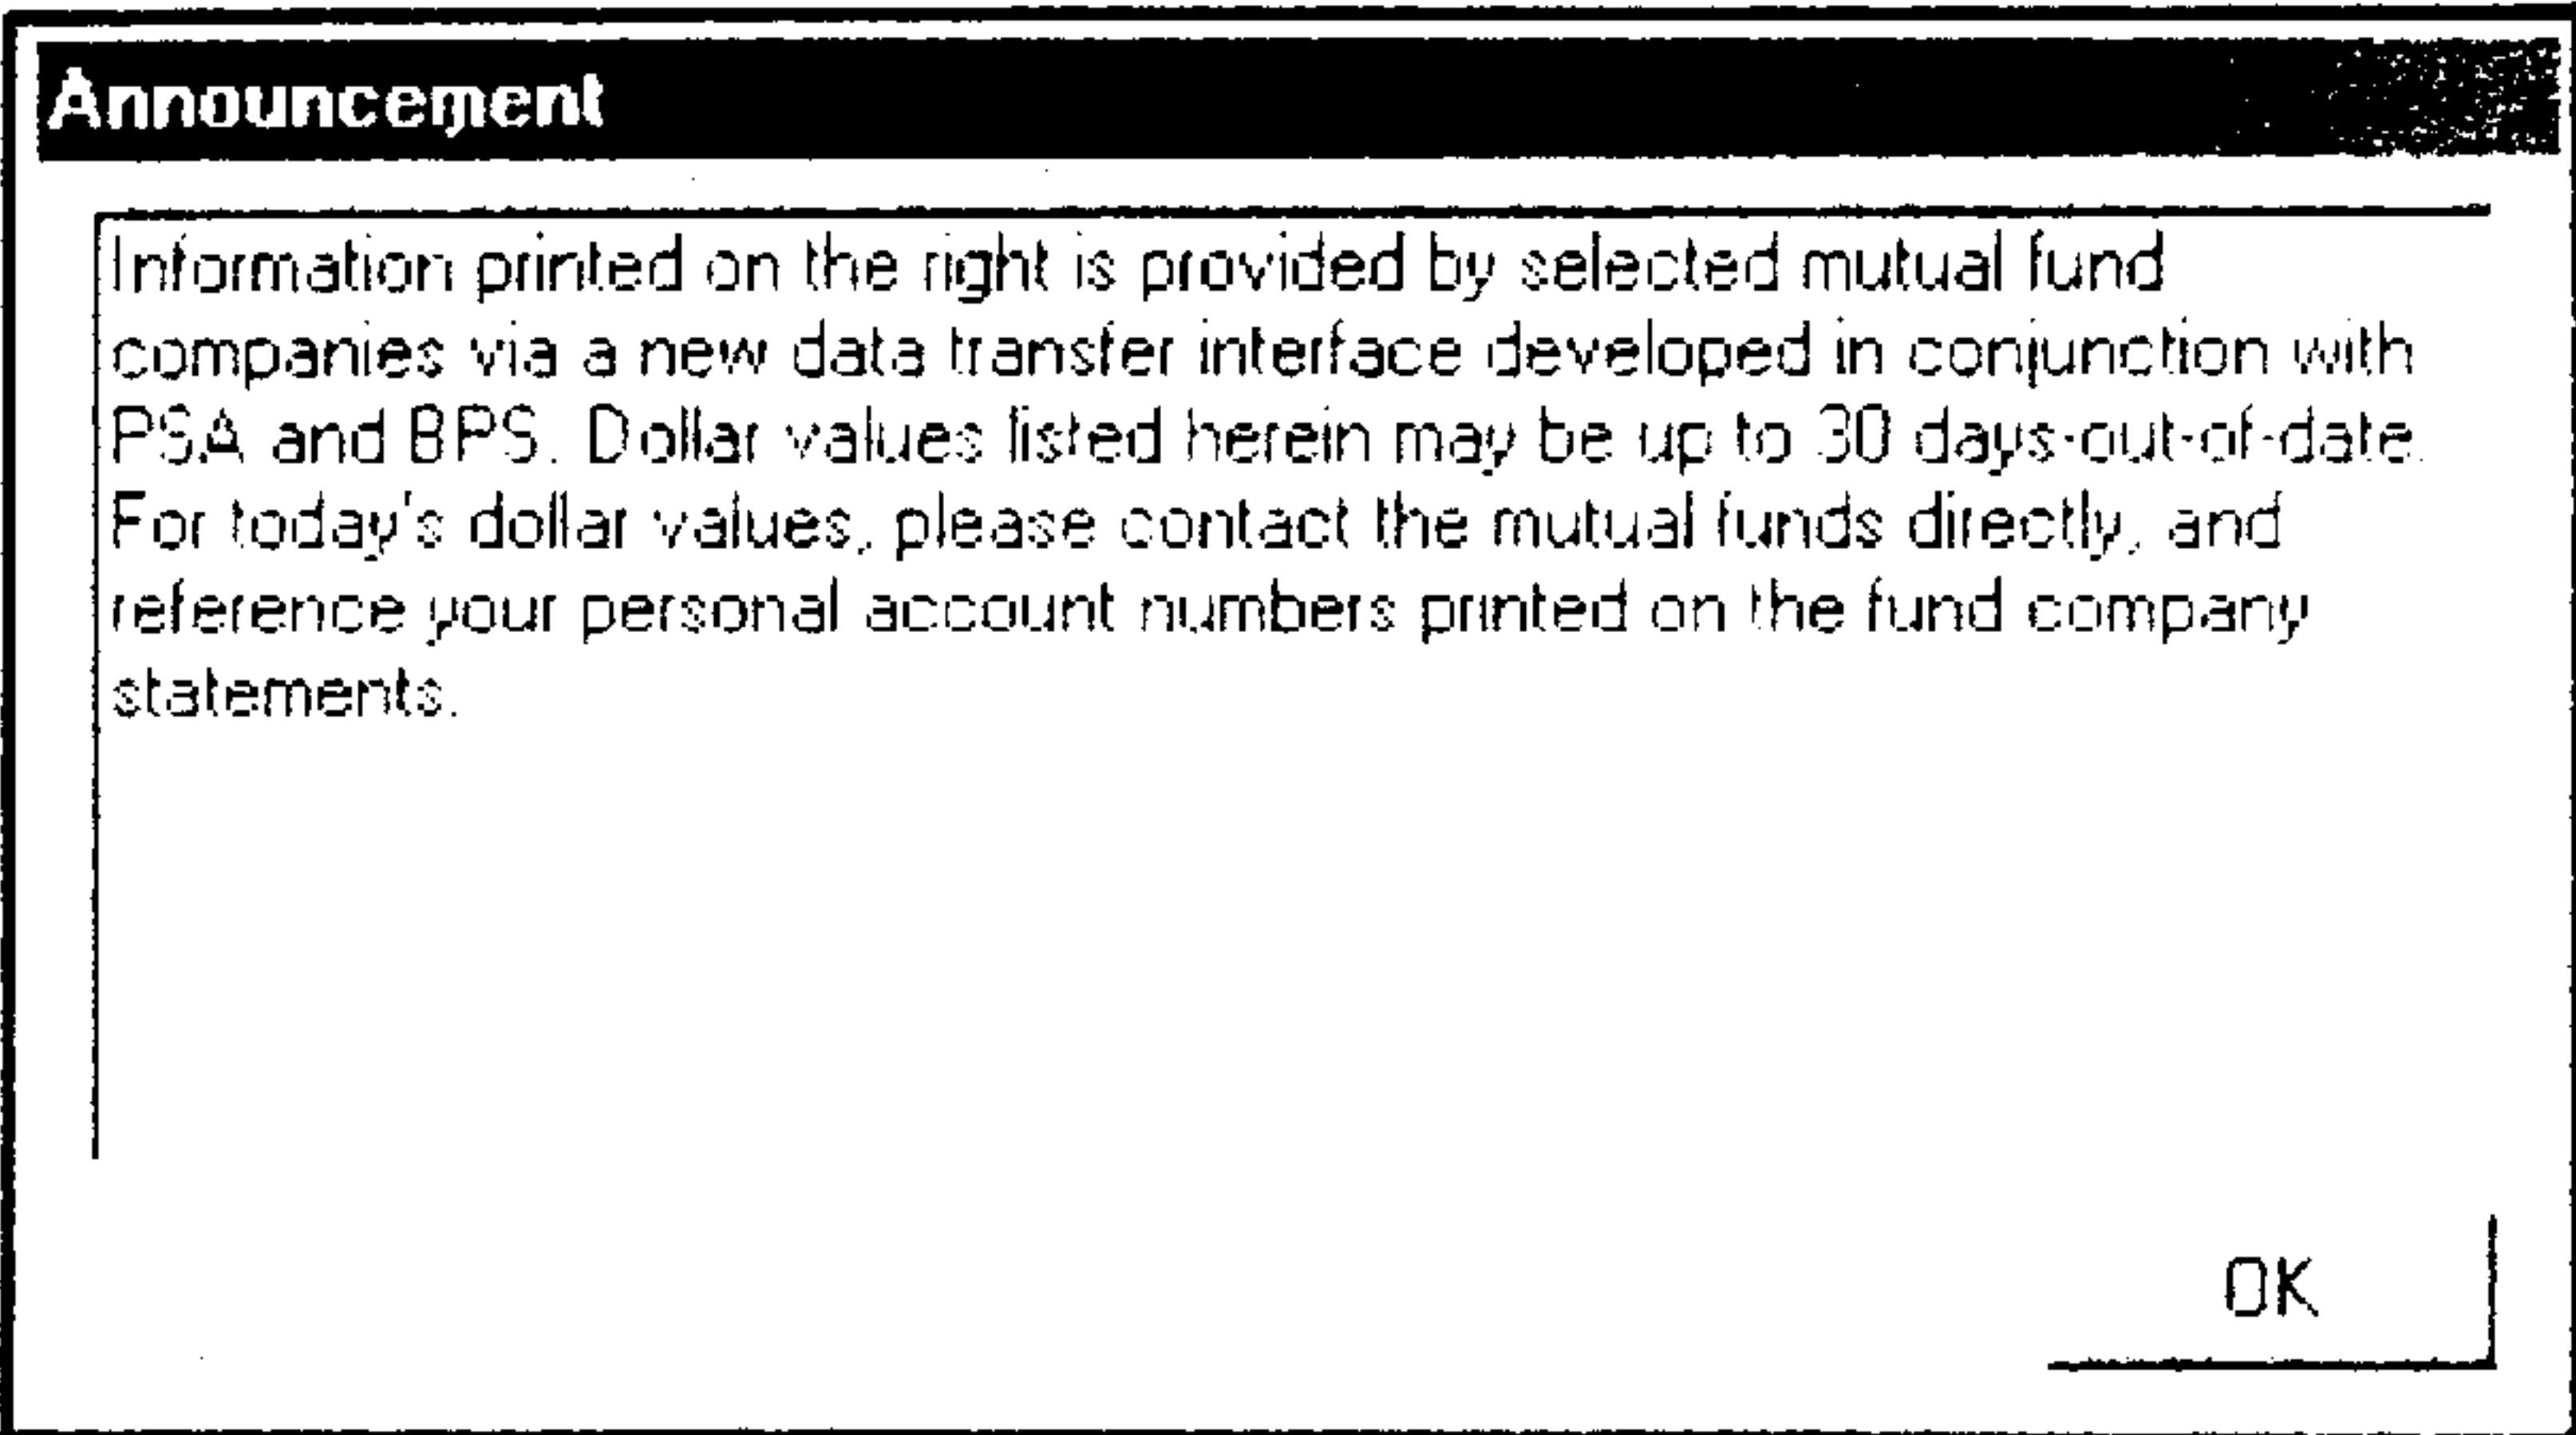 Announcement
Information printed on the right is provided by selected mutual fund
companies via a new data transfer interface developed in conjunction with
PSA and BPS. Dollar values listed herein may be up to 30 days-out-of-date.
For today's dollar values, please contact the mutual funds directly, and
reference your personal account numbers printed on the fund company
statements.
OK